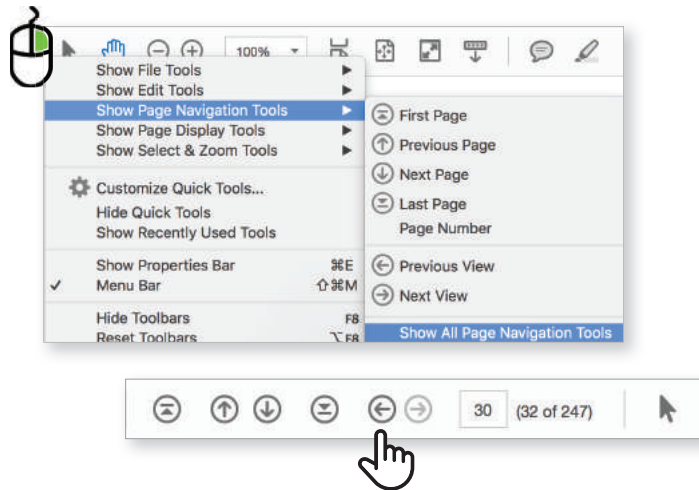 100%
Show File Tools
Show Edit Tools
Show Page Navigation Tools
Show Page Display Tools
Show Select & Zoom Tools
Customize Quick Tools...
Hide Quick Tools
Show Recently Used Tools
Show Properties Bar ⌘E
Menu Bar ⇧⌘M
Hide Toolbars F8
Reset Toolbars ⌥F8
First Page
Previous Page
Next Page
Last Page
Page Number
Previous View
Next View
Show All Page Navigation Tools
30 (32 of 247)